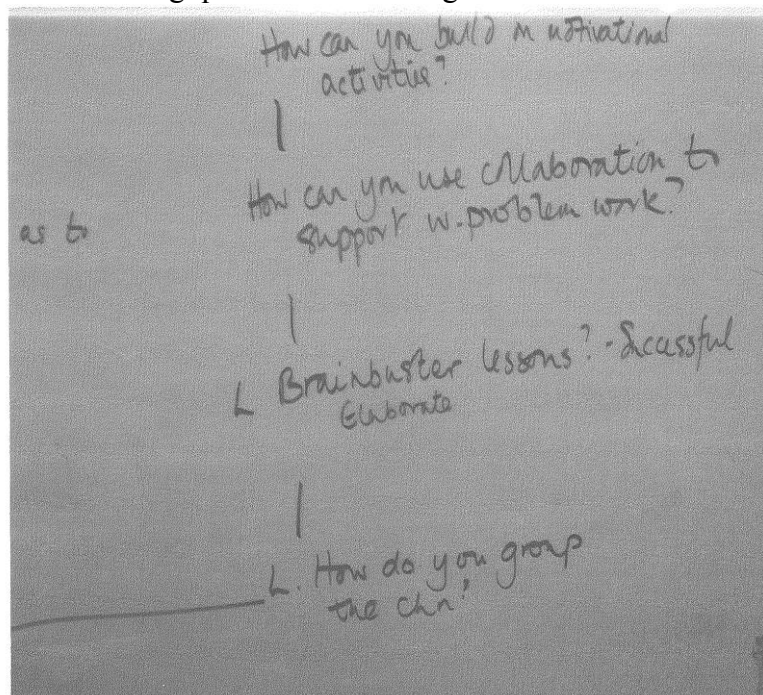 How can you build in motivational
activities?
How can you use collaboration to
support w.problem work?
as to
L Brainbuster lessons? - Sucessful
Elaborate
L. How do you group
the chn?